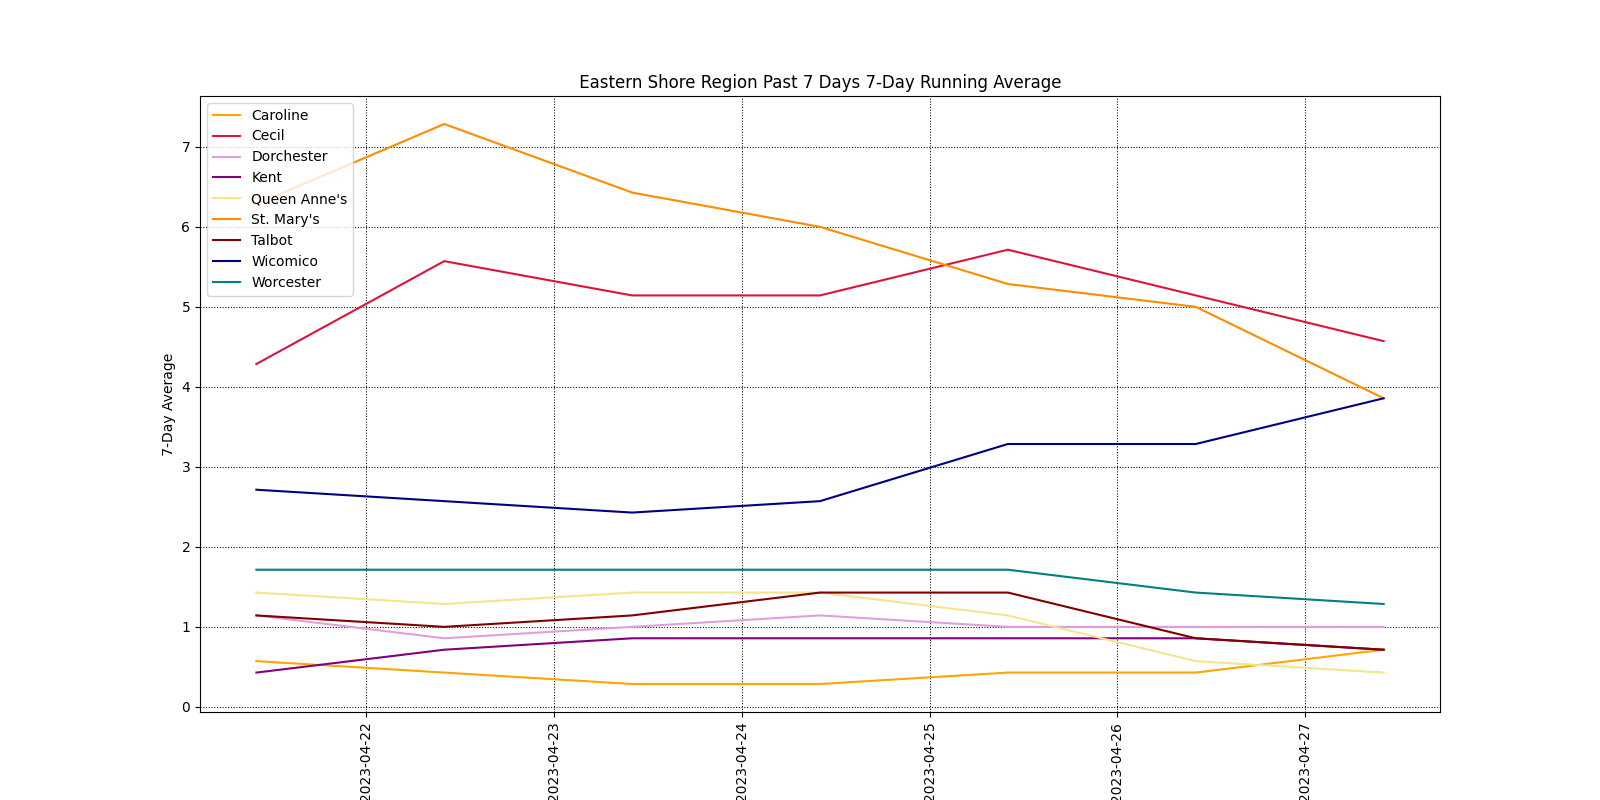 Eastern Shore Region Past 7 Days 7-Day Running Average
Caroline
Cecil
Dorchester
Kent
Queen Anne's
St. Mary's
Talbot
Wicomico
Worcester
7-Day Average
7
6
5
4
3
2
1
0
2023-04-22
2023-04-23
2023-04-24
2023-04-25
2023-04-26
2023-04-27